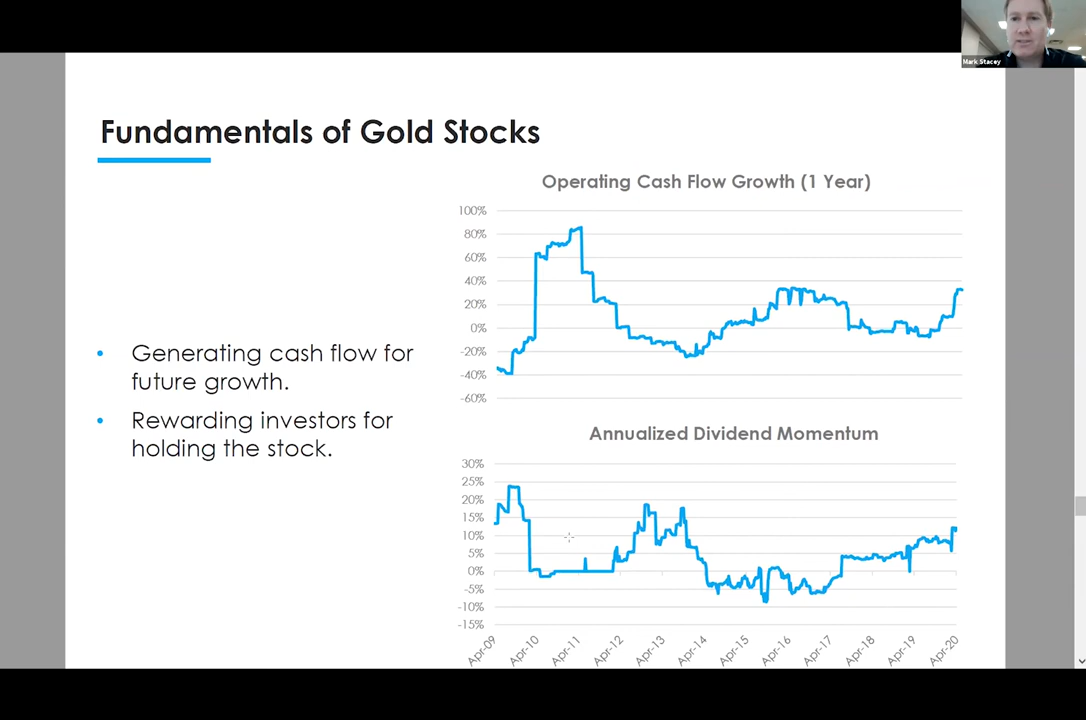 Mark Stacey
Fundamentals of Gold Stocks
• Generating cash flow for
future growth.
• Rewarding investors for
holding the stock.
Operating Cash Flow Growth (1 Year)
100%
80%
60%
40%
20%
0%
-20%
-40%
-60%
Annualized Dividend Momentum
30%
25%
20%
15%
10%
5%
0%
-5%
-10%
-15%
Apr-09
Apr-10
Apr-11
Apr-12
Apr-13
Apr-14
Apr-15
Apr-16
Apr-17
Apr-18
Apr-19
Apr-20